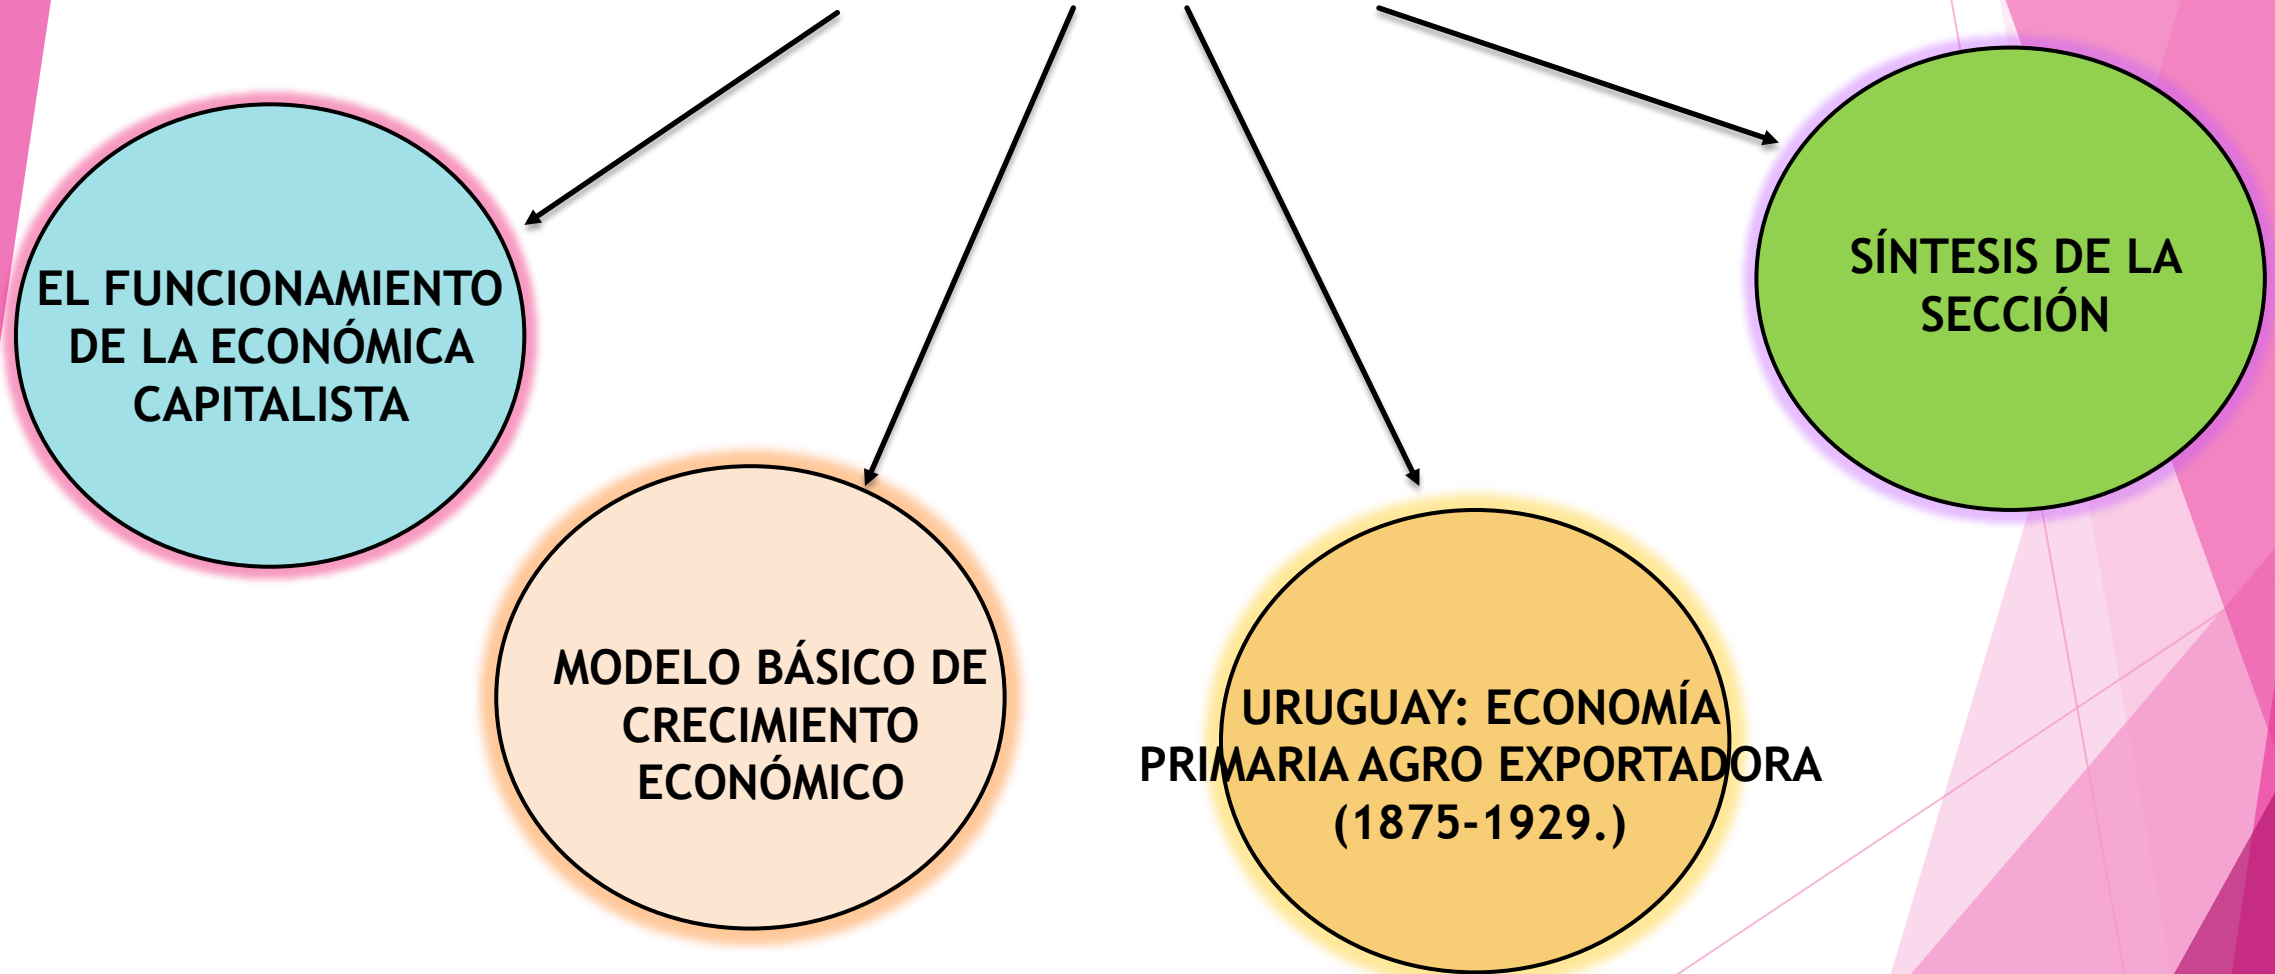 EL FUNCIONAMIENTO
DE LA ECONÓMICA
CAPITALISTA
MODELO BÁSICO DE
CRECIMIENTO
ECONÓMICO
URUGUAY: ECONOMÍA
PRIMARIA AGRO EXPORTADORA
(1875-1929.)
SÍNTESIS DE LA
SECCIÓN